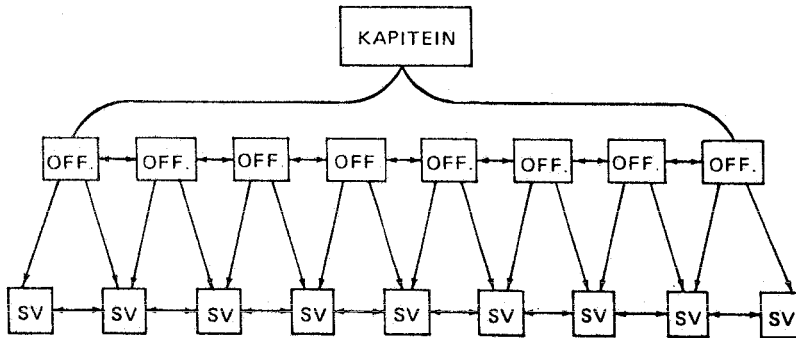 KAPITEIN
OFF. OFF. OFF. OFF OFF. OFF. OFF. OFF.
SV SV SV SV SV SV SV SV SV